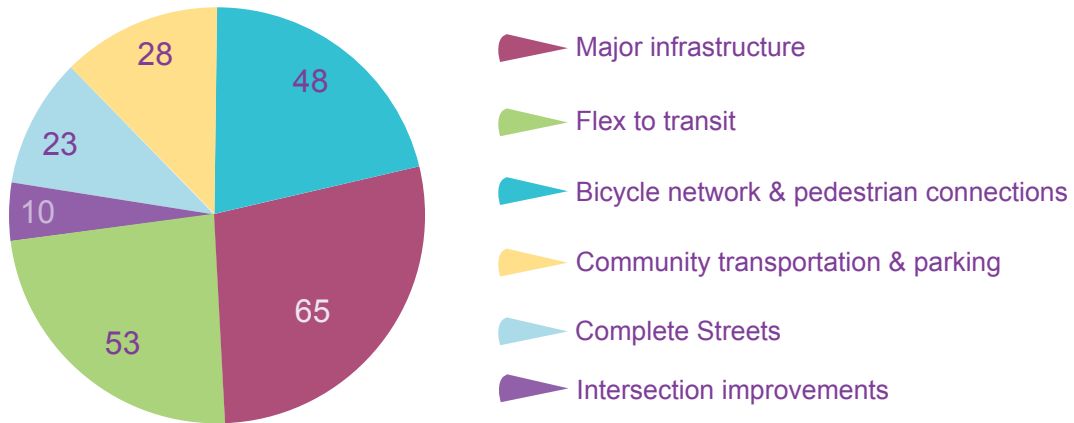 28
48
23
10
65
53
Major infrastructure
Flex to transit
Bicycle network & pedestrian connections
Community transportation & parking
Complete Streets
Intersection improvements